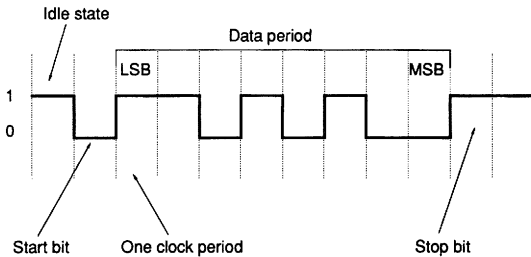 Idle state
Data period
LSB MSB
1
0
Start bit One clock period Stop bit